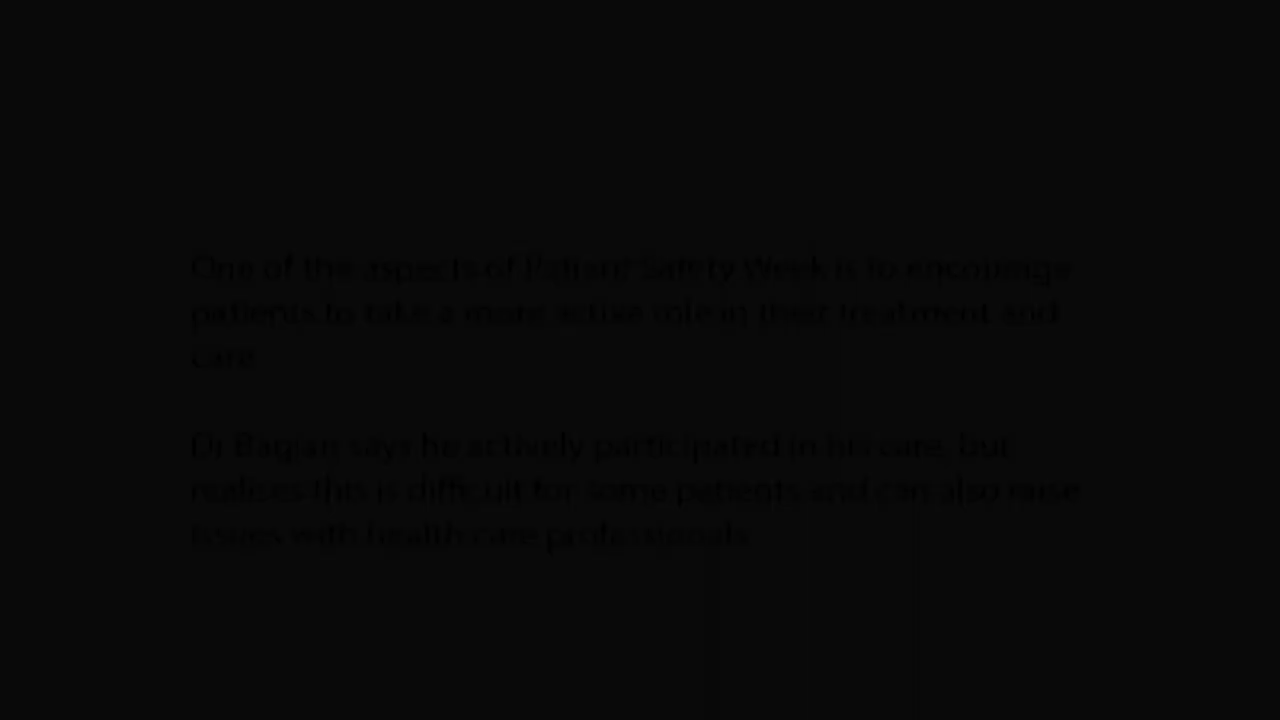 One of the aspects of Patient Safety Week is to encourage
patients to take a more active role in their treatment and
care.
Dr Bagian says he actively participated in his care, but
realises this is difficult for some patients and can also raise
issues with health care professionals.